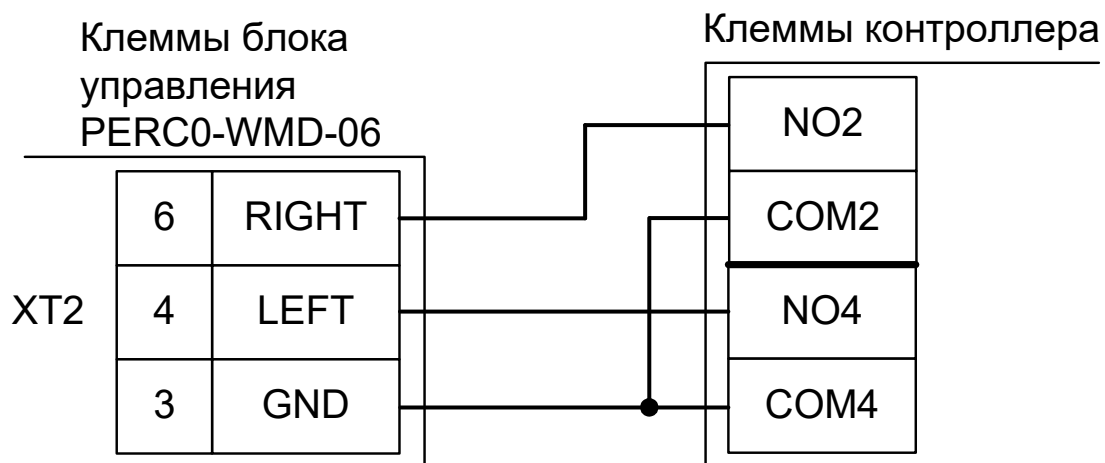 Клеммы блока
управления
PERC0-WMD-06
Клеммы контроллера
XT2
6 RIGHT
4 LEFT
3 GND
NO2
COM2
NO4
COM4